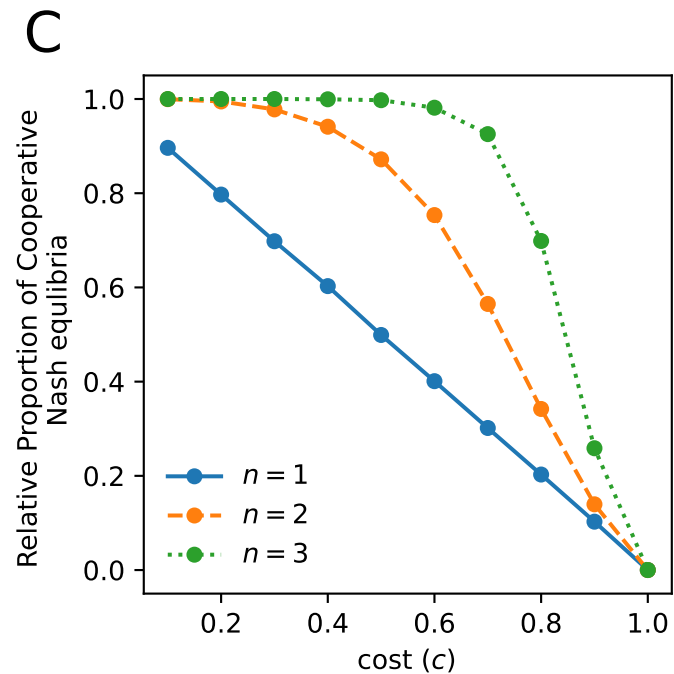 C
Relative Proportion of Cooperative
Nash equlibria
1.0
0.8
0.6
0.4
0.2
0.0
n = 1
n = 2
n = 3
0.2 0.4 0.6 0.8 1.0
cost (c)